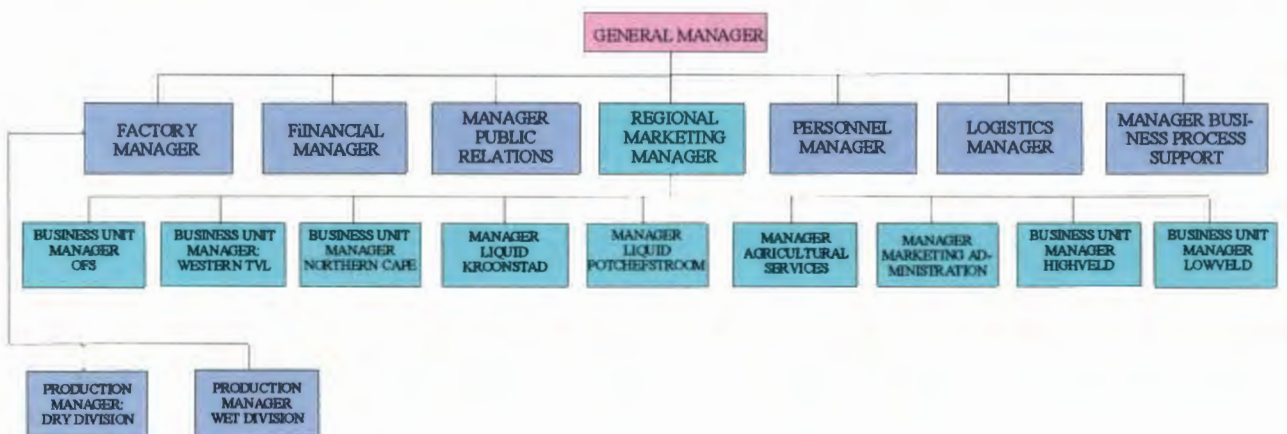 GENERAL MANAGER
FACTORY
MANAGER
FiINANCIAL
MANAGER
MANAGER
PUBLIC
RELATIONS
REGIONAL
MARKETING
MANAGER
PERSONNEL
MANAGER
LOGISTICS
MANAGER
MANAGER BUSI-
NESS PROCESS
SUPPORT
BUSINESS UNIT
MANAGER
OFS
BUSINESS UNIT
MANAGER:
WESTERN TVL
BUSINESS UNIT
MANAGER
NORTHERN CAPE
MANAGER
LIQUID
KROONSTAD
MANAGER
LIQUID
POTCHEFSTROOM
MANAGER
AGRICULTURAL
SERVICES
MANAGER
MARKETING AD-
MINISTRATION
BUSINESS UNIT
MANAGER
HIGHVELD
BUSINESS UNIT
MANAGER
LOWVELD
PRODUCTION
MANAGER:
DRY DIVISION
PRODUCTION
MANAGER
WET DIVISION